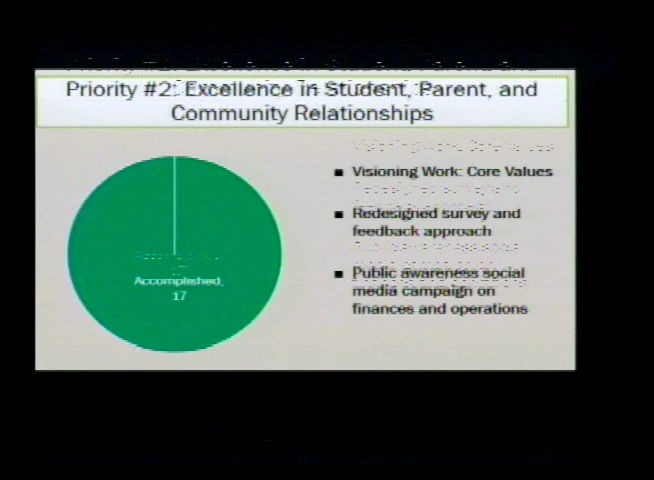 Priority #2: Excellence in Student, Parent, and
Community Relationships
Accomplished,
17
■ Visioning Work: Core Values
■ Redesigned survey and
feedback approach
■ Public awareness social
media campaign on
finances and operations